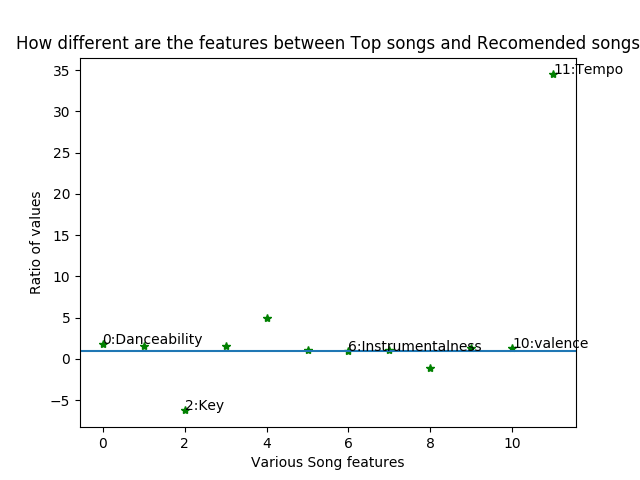 How different are the features between Top songs and Recomended songs
35
30
25
20
15
10
5
0
−5
Ratio of values
11:Tempo
0:Danceability
6:Instrumentalness
10:valence
2:Key
0
2
4
6
8
10
Various Song features